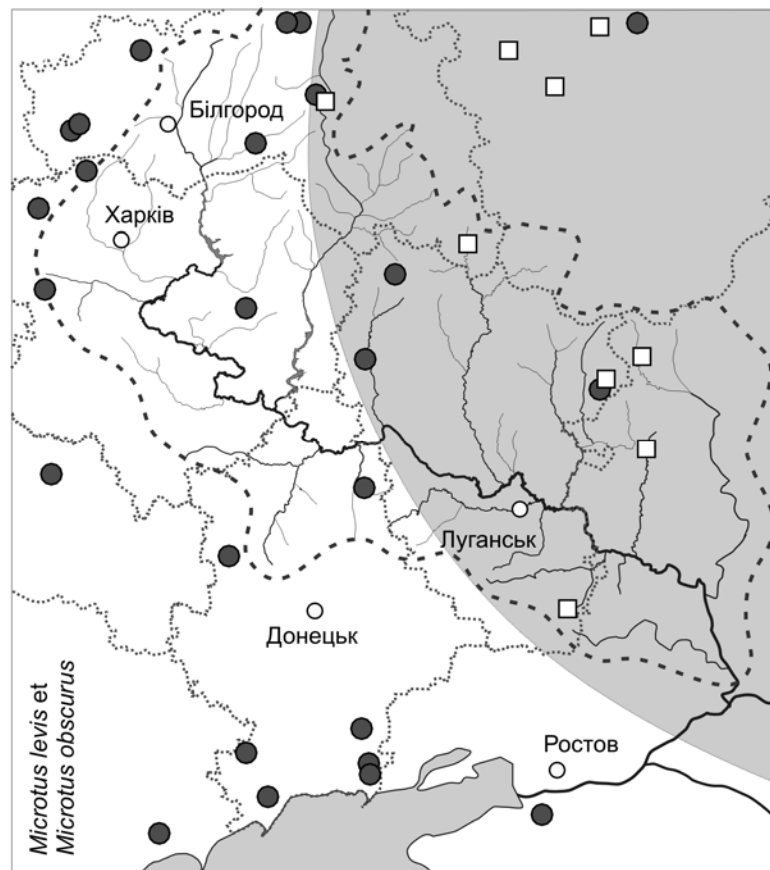 Білгород
Харків
Луганськ
Донецьк
Ростов
Microtus levis et
Microtus obscurus